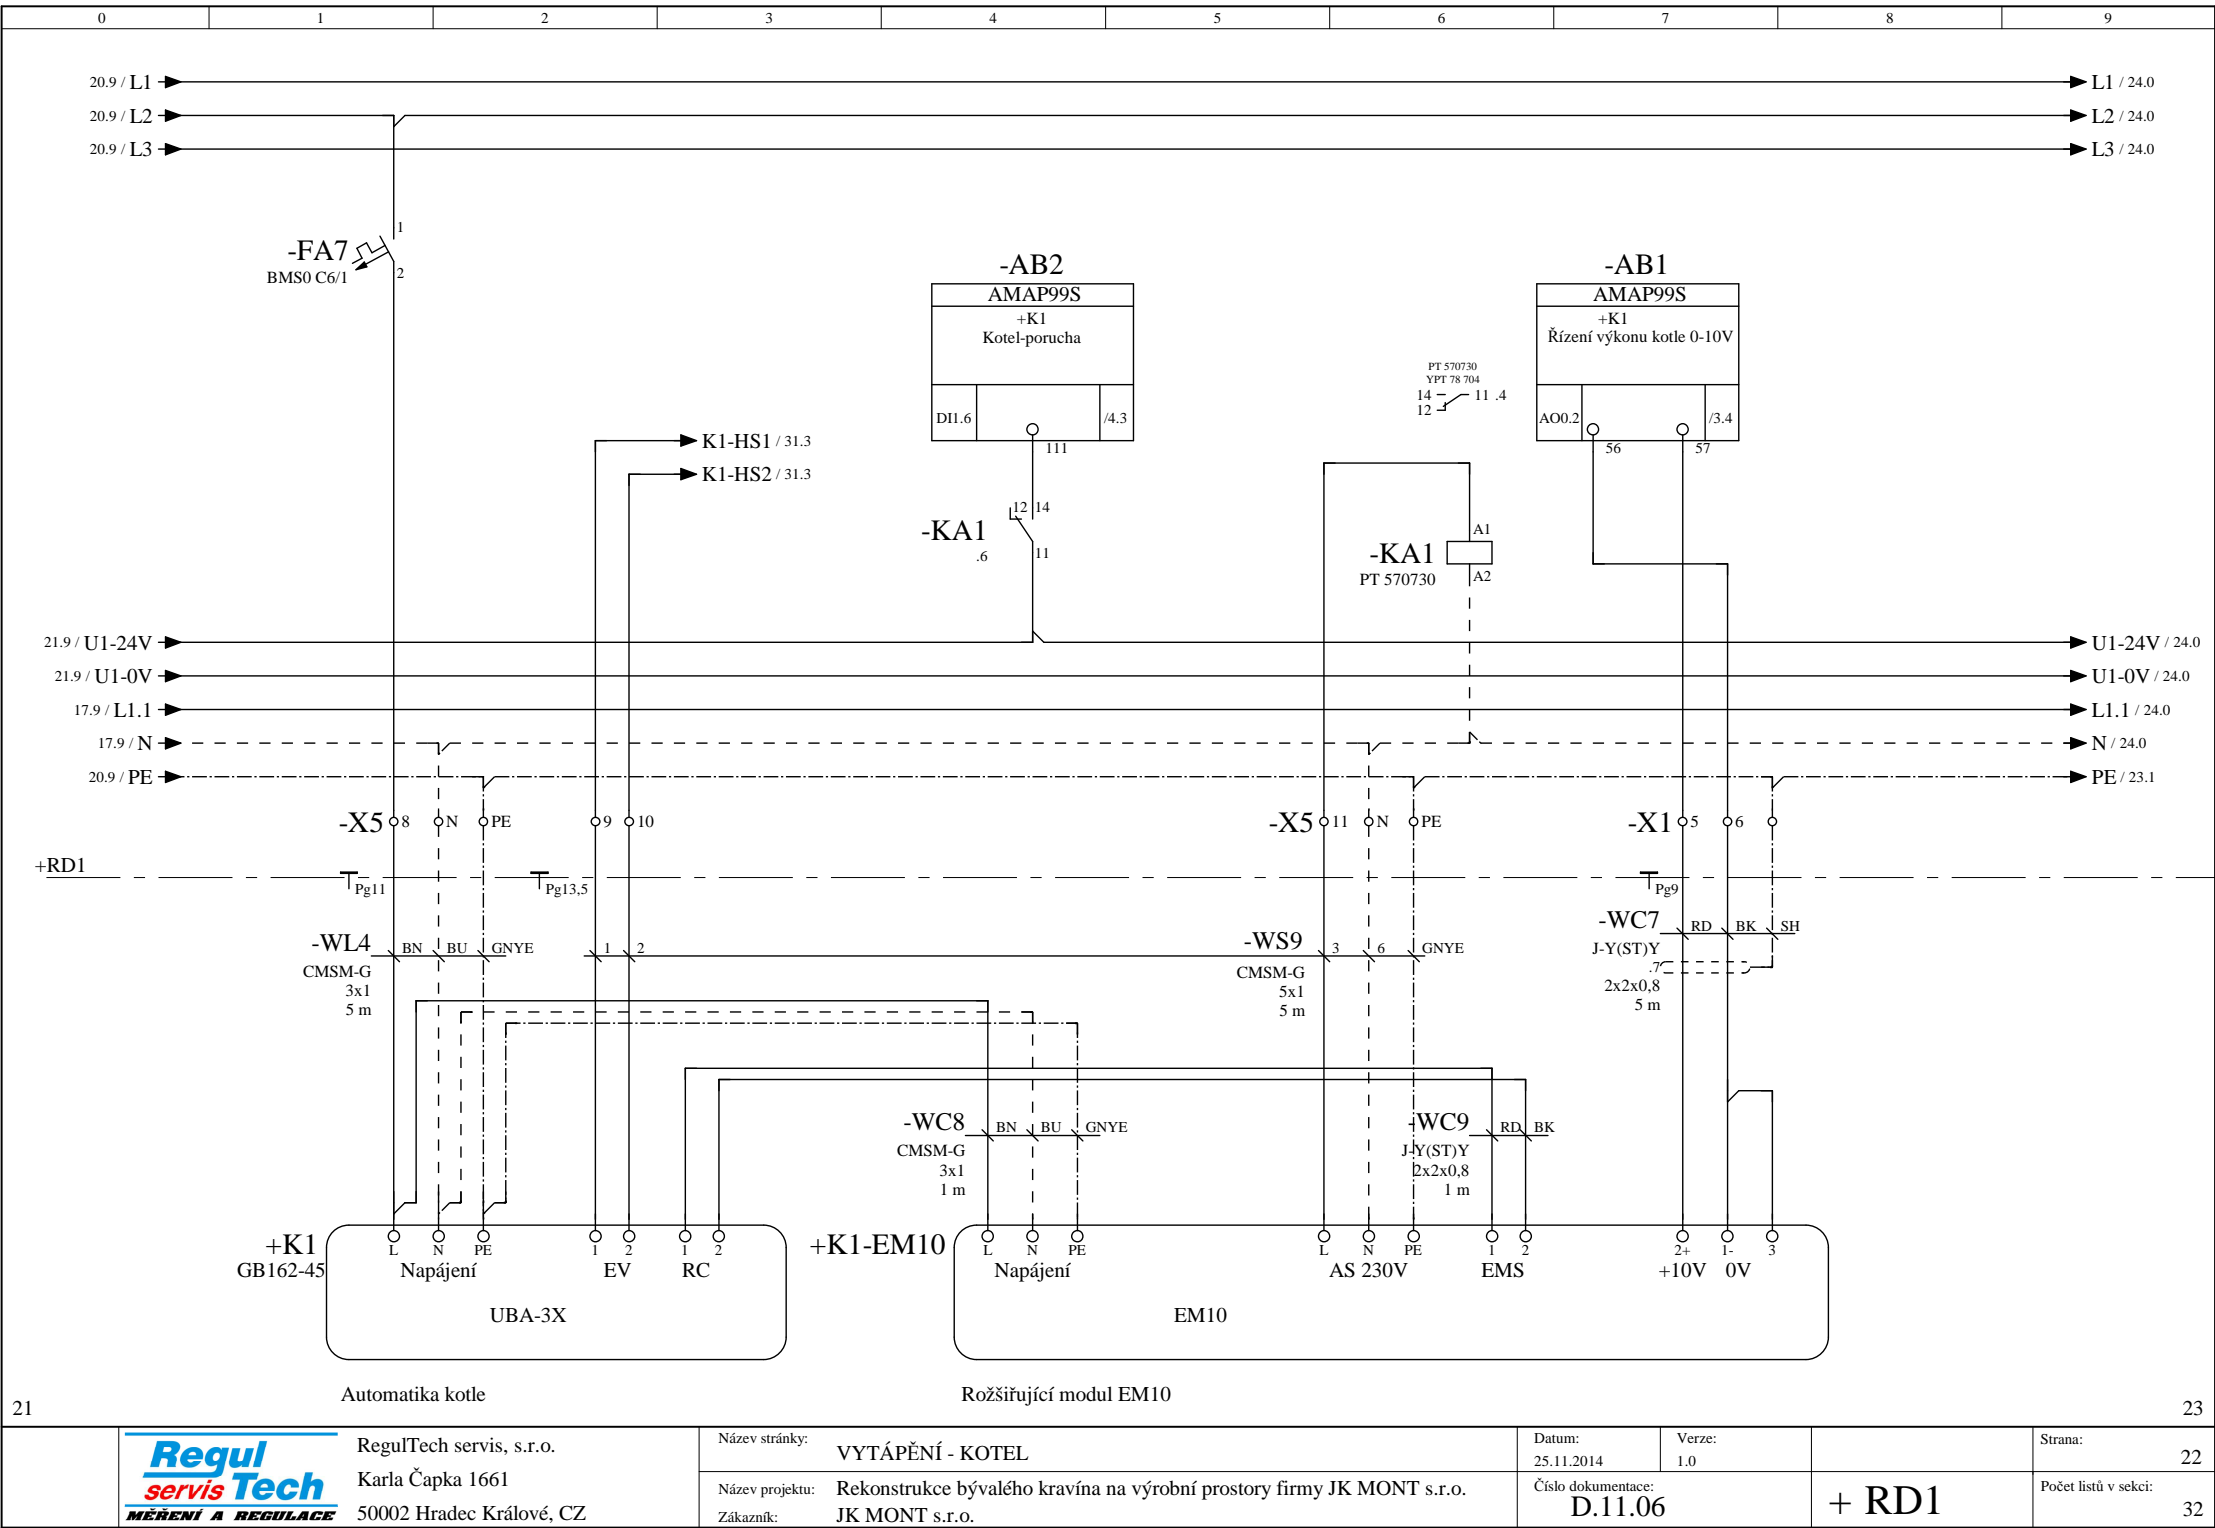 0 1 2 3 4 5 6 7 8 9
20.9 / L1
L1 / 24.0
20.9 / L2
L2 / 24.0
20.9 / L3
L3 / 24.0
-FA7
BMS0 C6/1
1
2
-AB2
AMAP99S
+K1
Kotel-porucha
DI1.6
/4.3
111
-AB1
AMAP99S
+K1
Řízení výkonu kotle 0-10V
AO0.2
/3.4
56
57
PT 570730
YPT 78 704
14
11 .4
12
K1-HS1 / 31.3
K1-HS2 / 31.3
-KA1
.6
12 14
11
-KA1
PT 570730
A1
A2
21.9 / U1-24V
U1-24V / 24.0
21.9 / U1-0V
U1-0V / 24.0
17.9 / L1.1
L1.1 / 24.0
17.9 / N
N / 24.0
20.9 / PE
PE / 23.1
-X5 8 N PE 9 10
-X5 11 N PE
-X1 5 6
+RD1
Pg11
Pg13,5
Pg9
-WL4
BN BU GNYE
CMSM-G
3x1
5 m
1 2
-WS9
3 6 GNYE
CMSM-G
5x1
5 m
-WC7
RD BK SH
J-Y(ST)Y
.7
2x2x0,8
5 m
-WC8
BN BU GNYE
CMSM-G
3x1
1 m
-WC9
RD BK
J-Y(ST)Y
2x2x0,8
1 m
+K1
GB162-45
L N PE 1 2 1 2
Napájení EV RC
UBA-3X
+K1-EM10
L N PE L N PE 1 2 2+ 1- 3
Napájení AS 230V EMS +10V 0V
EM10
Automatika kotle
Rožšiřující modul EM10
21
23
Regul
servis Tech
MĚŘENÍ A REGULACE
RegulTech servis, s.r.o.
Karla Čapka 1661
50002 Hradec Králové, CZ
Název stránky: VYTÁPĚNÍ - KOTEL
Název projektu: Rekonstrukce bývalého kravína na výrobní prostory firmy JK MONT s.r.o.
Zákazník: JK MONT s.r.o.
Datum:
25.11.2014
Verze:
1.0
Číslo dokumentace:
D.11.06
+ RD1
Strana:
22
Počet listů v sekci:
32